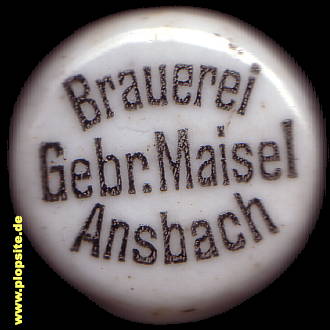 Brauerei
Gebr. Maisel
Ansbach
www.plopsite.de